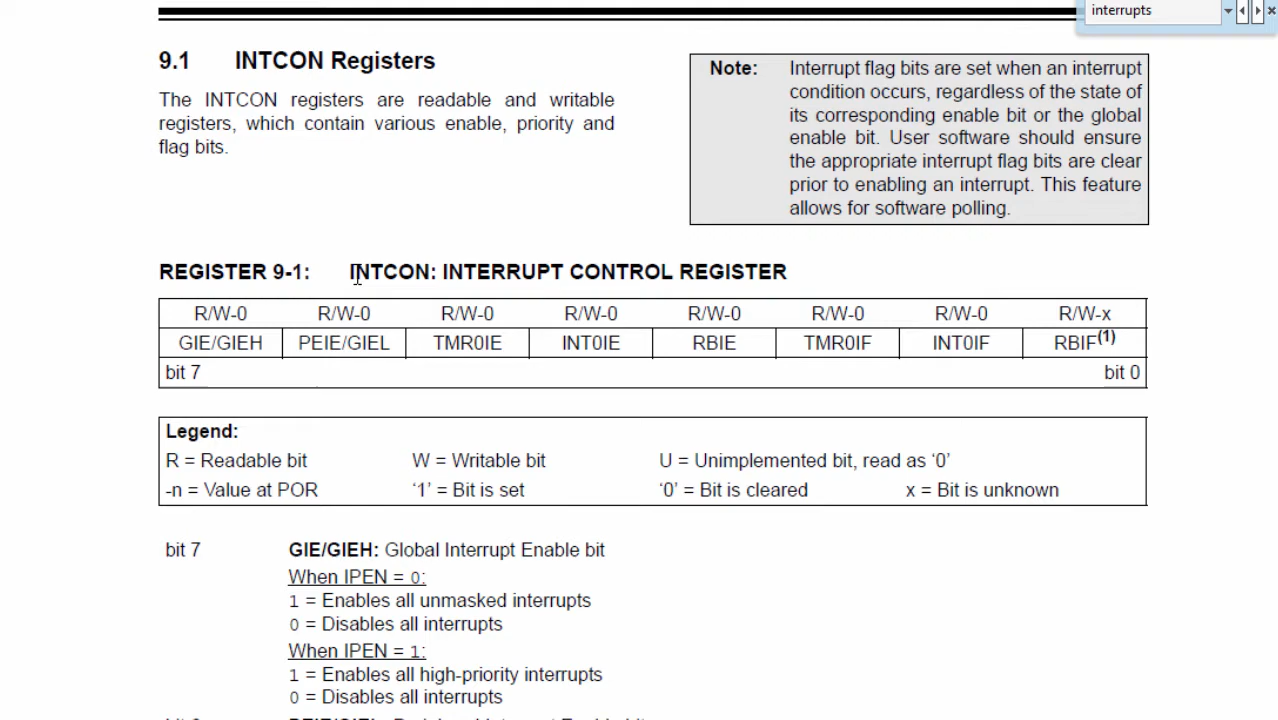 interrupts
9.1 INTCON Registers
The INTCON registers are readable and writable
registers, which contain various enable, priority and
flag bits.
Note: Interrupt flag bits are set when an interrupt
condition occurs, regardless of the state of
its corresponding enable bit or the global
enable bit. User software should ensure
the appropriate interrupt flag bits are clear
prior to enabling an interrupt. This feature
allows for software polling.
REGISTER 9-1: INTCON: INTERRUPT CONTROL REGISTER
R/W-0 R/W-0 R/W-0 R/W-0 R/W-0 R/W-0 R/W-0 R/W-x
GIE/GIEH PEIE/GIEL TMR0IE INT0IE RBIE TMR0IF INT0IF RBIF(1)
bit 7 bit 0
Legend:
R = Readable bit W = Writable bit U = Unimplemented bit, read as ‘0’
-n = Value at POR ‘1’ = Bit is set ‘0’ = Bit is cleared x = Bit is unknown
bit 7 GIE/GIEH: Global Interrupt Enable bit
When IPEN = 0:
1 = Enables all unmasked interrupts
0 = Disables all interrupts
When IPEN = 1:
1 = Enables all high-priority interrupts
0 = Disables all interrupts